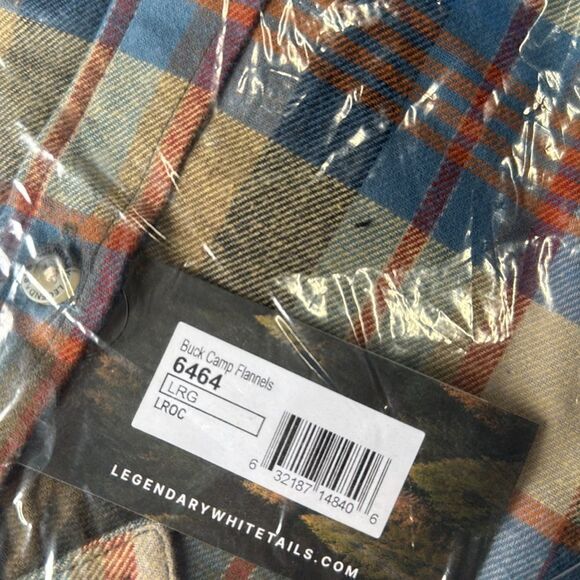 Buck Camp Flannels
6464
LRG
LROC
6 32187 14840 6
LEGENDARYWHITETAILS.COM